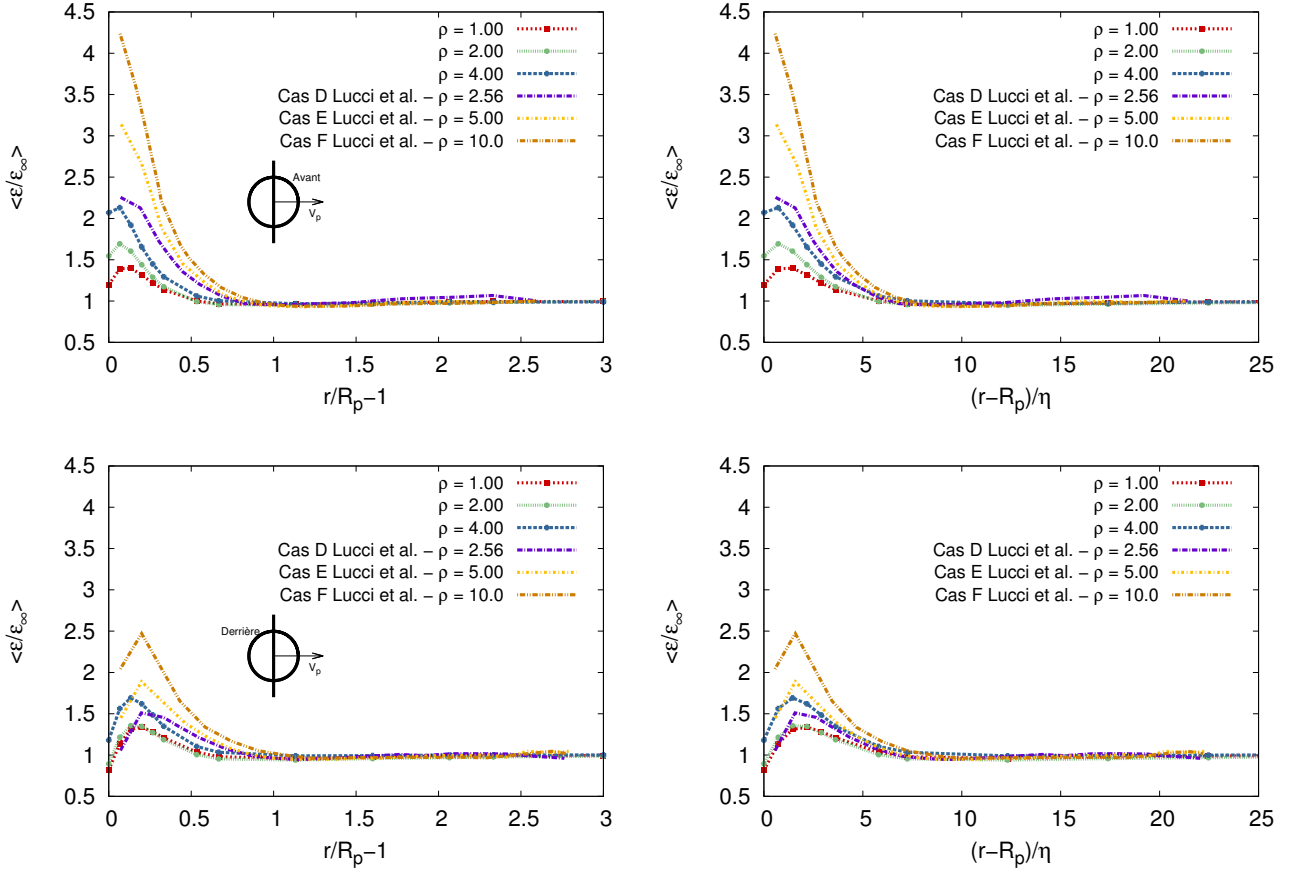 4.5
4
3.5
3
2.5
2
1.5
1
0.5
<ε/ε∞>
ρ = 1.00
ρ = 2.00
ρ = 4.00
Cas D Lucci et al. − ρ = 2.56
Cas E Lucci et al. − ρ = 5.00
Cas F Lucci et al. − ρ = 10.0
Avant
Vp
0 0.5 1 1.5 2 2.5 3
r/Rp−1
4.5
4
3.5
3
2.5
2
1.5
1
0.5
<ε/ε∞>
ρ = 1.00
ρ = 2.00
ρ = 4.00
Cas D Lucci et al. − ρ = 2.56
Cas E Lucci et al. − ρ = 5.00
Cas F Lucci et al. − ρ = 10.0
0 5 10 15 20 25
(r−Rp)/η
4.5
4
3.5
3
2.5
2
1.5
1
0.5
<ε/ε∞>
ρ = 1.00
ρ = 2.00
ρ = 4.00
Cas D Lucci et al. − ρ = 2.56
Cas E Lucci et al. − ρ = 5.00
Cas F Lucci et al. − ρ = 10.0
Derrière
Vp
0 0.5 1 1.5 2 2.5 3
r/Rp−1
4.5
4
3.5
3
2.5
2
1.5
1
0.5
<ε/ε∞>
ρ = 1.00
ρ = 2.00
ρ = 4.00
Cas D Lucci et al. − ρ = 2.56
Cas E Lucci et al. − ρ = 5.00
Cas F Lucci et al. − ρ = 10.0
0 5 10 15 20 25
(r−Rp)/η